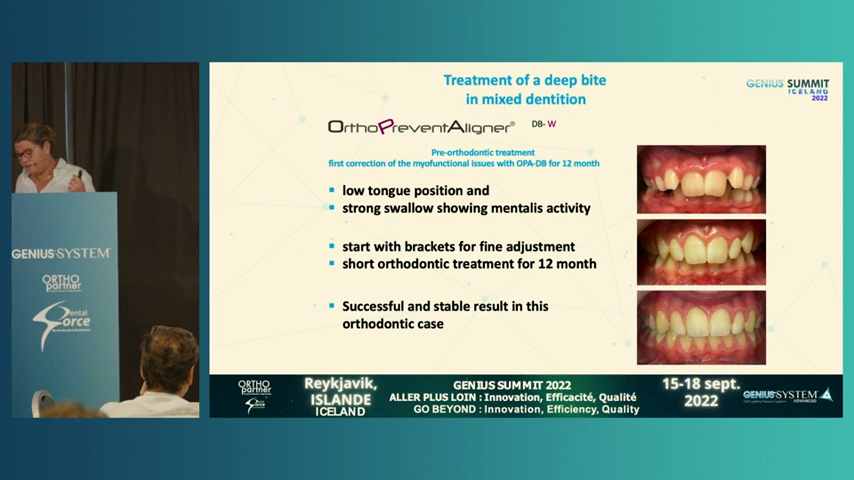 Treatment of a deep bite
in mixed dentition
GENIUS SUMMIT
ICELAND
2022
OrthoPreventAligner® DB-W
Pre-orthodontic treatment
first correction of the myofunctional issues with OPA-DB for 12 month
low tongue position and
strong swallow showing mentalis activity
start with brackets for fine adjustment
short orthodontic treatment for 12 month
Successful and stable result in this
orthodontic case
GENIUS SYSTEM
ORTHO
partner
Dental
force
ORTHO
partner
Dental
force
Reykjavik,
ISLANDE
ICELAND
GENIUS SUMMIT 2022
ALLER PLUS LOIN : Innovation, Efficacité, Qualité
GO BEYOND : Innovation, Efficiency, Quality
15-18 sept.
2022
GENIUS SYSTEM
ADVANCED